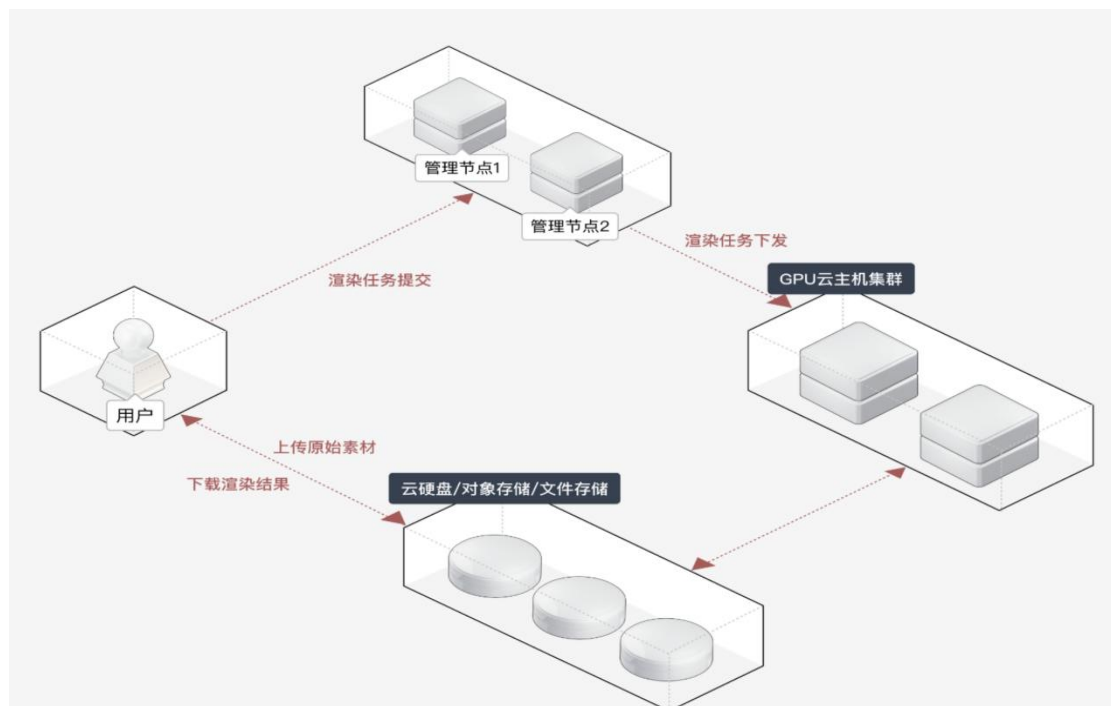 管理节点1
管理节点2
渲染任务下发
渲染任务提交
GPU云主机集群
用户
上传原始素材
下载渲染结果
云硬盘/对象存储/文件存储